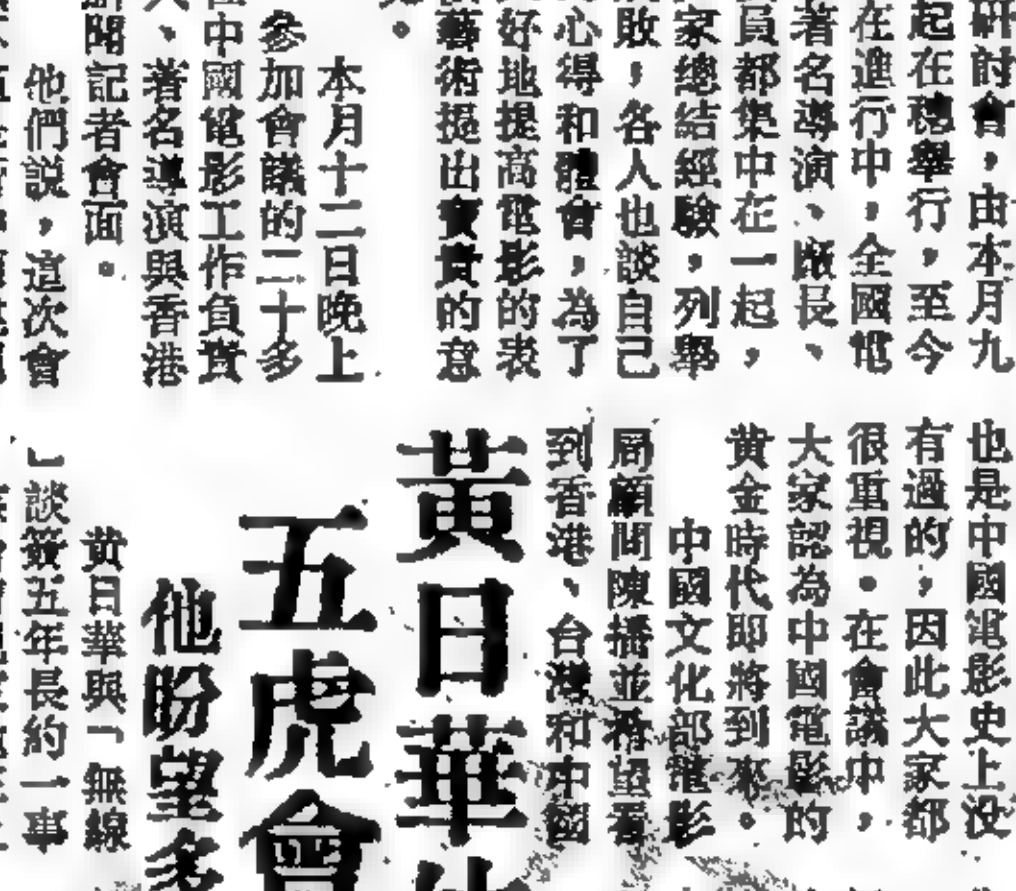 研討會，由本月九
起在穗舉行，至今
在進行中，全國電
員都集中在一起，
著名導演、廠長、
家總結經驗，列舉
敗，各人也談自己
心得和體會，為了
好地提高電影的表
藝術提出寶貴的意
。
本月十二日晚上
參加會議的二十多
中國電影工作負責
、著名導演與香港
聞記者會面。
他們説，這次會
也是中國電影史上没
有過的，因此大家都
很重視。在會議中，
大家認為中國電影的
黄金時代即將到來。
中國文化部電影
局顧問陳播並希望看
到香港、台灣和中國
黃日華
五虎會
他盼望多
黄日華與「無線
」談簽五年長約一事